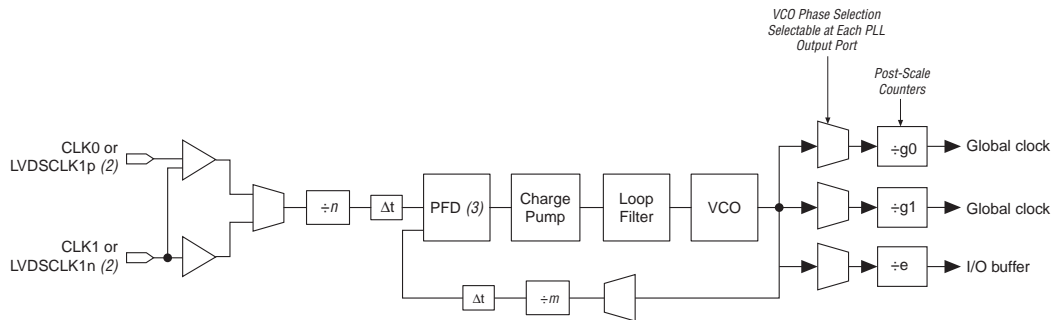 VCO Phase Selection
Selectable at Each PLL
Output Port
Post-Scale
Counters
CLK0 or
LVDSCLK1p (2)
÷n
Δt
PFD (3)
Charge
Pump
Loop
Filter
VCO
÷g0
Global clock
÷g1
Global clock
CLK1 or
LVDSCLK1n (2)
÷e
I/O buffer
Δt
÷m